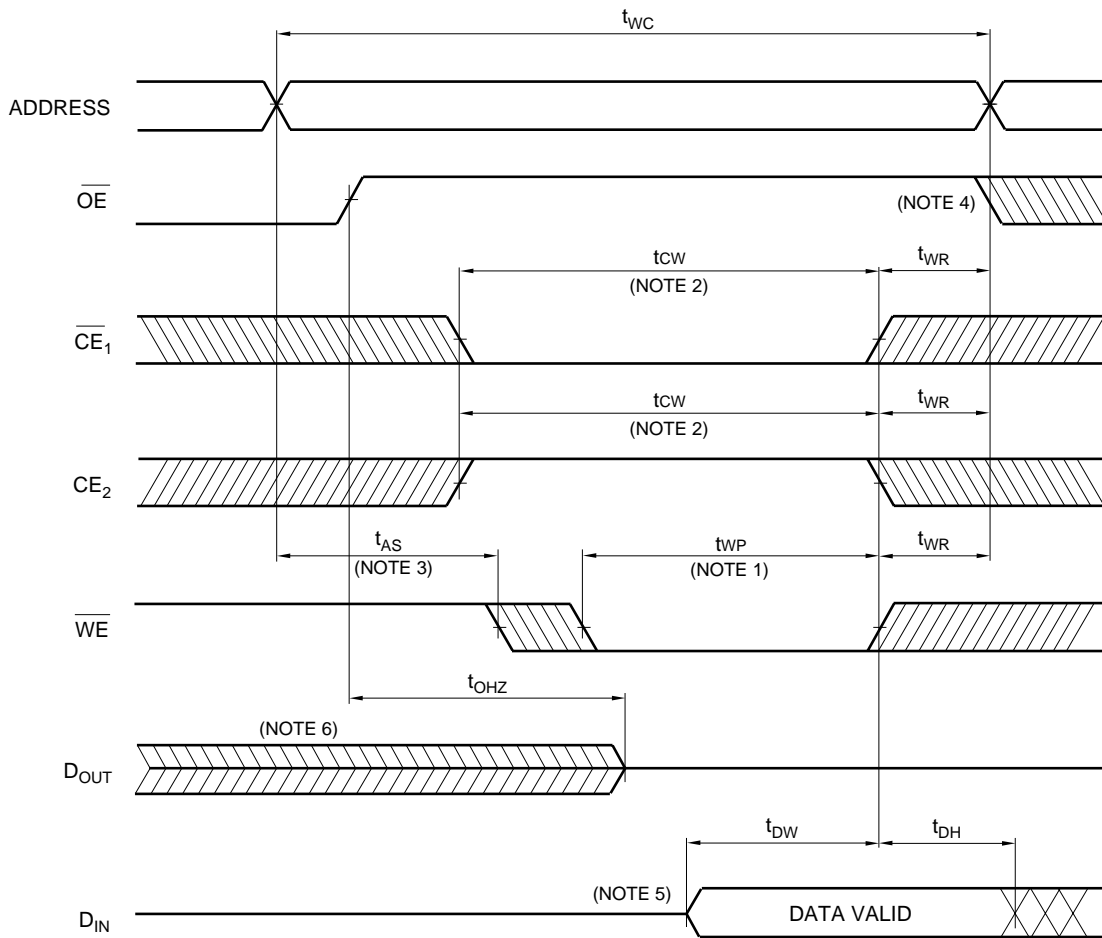 tWC
ADDRESS
OE
(NOTE 4)
tCW
tWR
(NOTE 2)
CE1
tCW
tWR
(NOTE 2)
CE2
tAS
tWP
tWR
(NOTE 3)
(NOTE 1)
WE
tOHZ
(NOTE 6)
DOUT
tDW
tDH
(NOTE 5)
DIN
DATA VALID